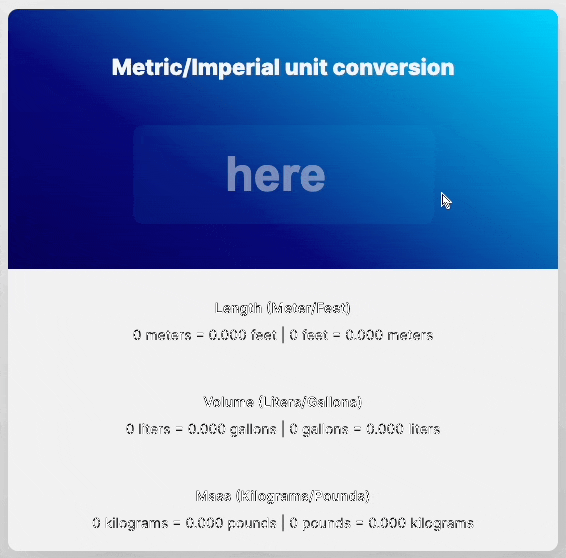 Metric/Imperial unit conversion
here
Length (Meter/Feet)
0 meters = 0.000 feet | 0 feet = 0.000 meters
Volume (Liters/Gallons)
0 liters = 0.000 gallons | 0 gallons = 0.000 liters
Mass (Kilograms/Pounds)
0 kilograms = 0.000 pounds | 0 pounds = 0.000 kilograms